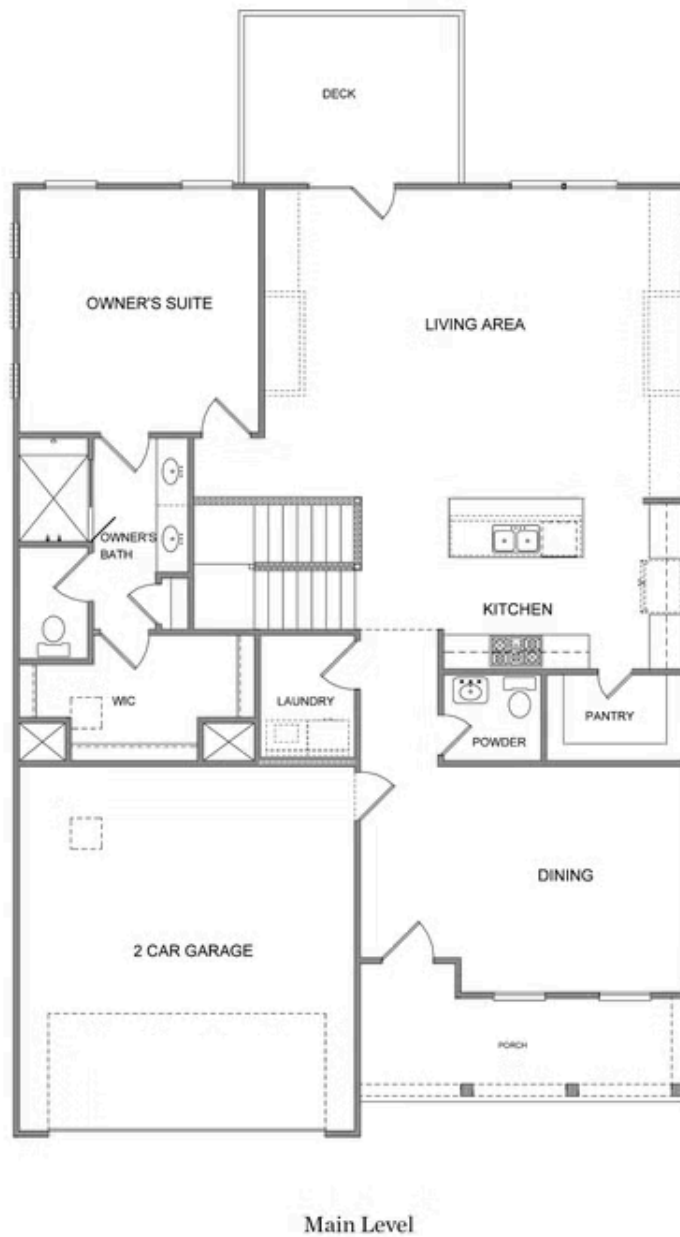 DECK
OWNER'S SUITE
LIVING AREA
OWNER'S
BATH
KITCHEN
WIC
LAUNDRY
POWDER
PANTRY
DINING
2 CAR GARAGE
PORCH
Main Level